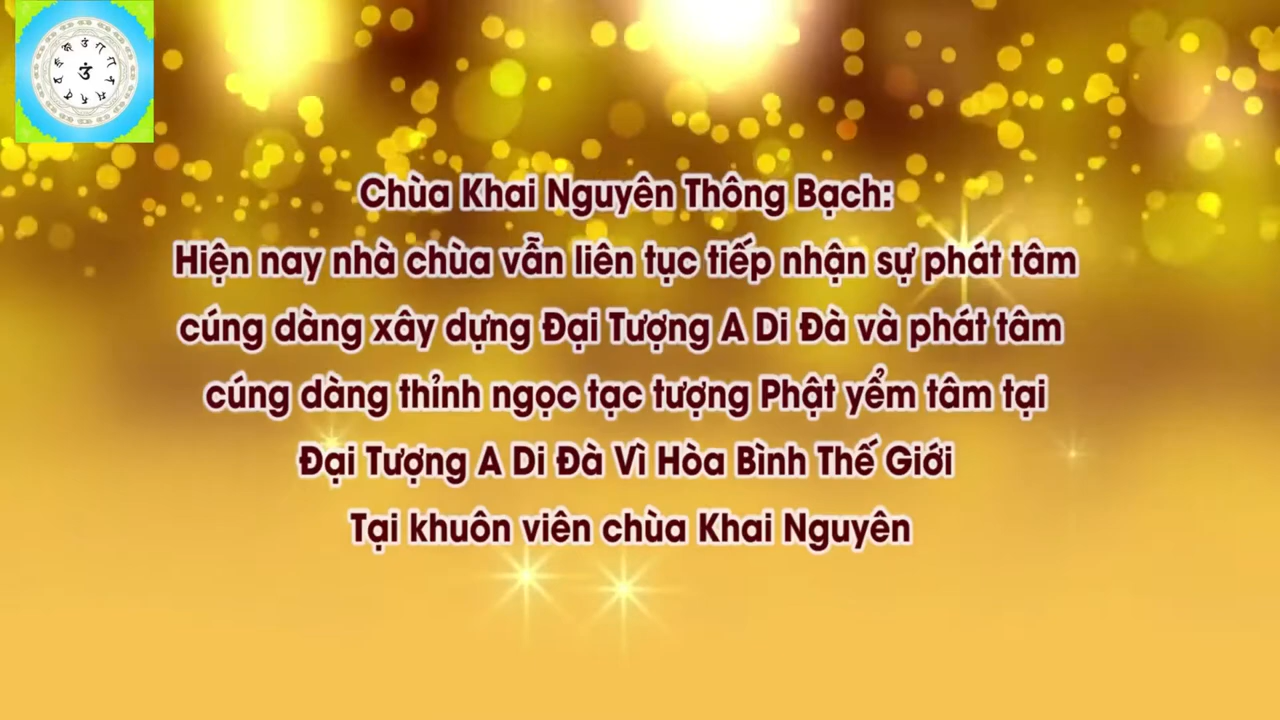 Chùa Khai Nguyên Thông Bạch:
Hiện nay nhà chùa vẫn liên tục tiếp nhận sự phát tâm
cúng dàng xây dựng Đại Tượng A Di Đà và phát tâm
cúng dàng thỉnh ngọc tạc tượng Phật yểm tâm tại
Đại Tượng A Di Đà Vì Hòa Bình Thế Giới
Tại khuôn viên chùa Khai Nguyên